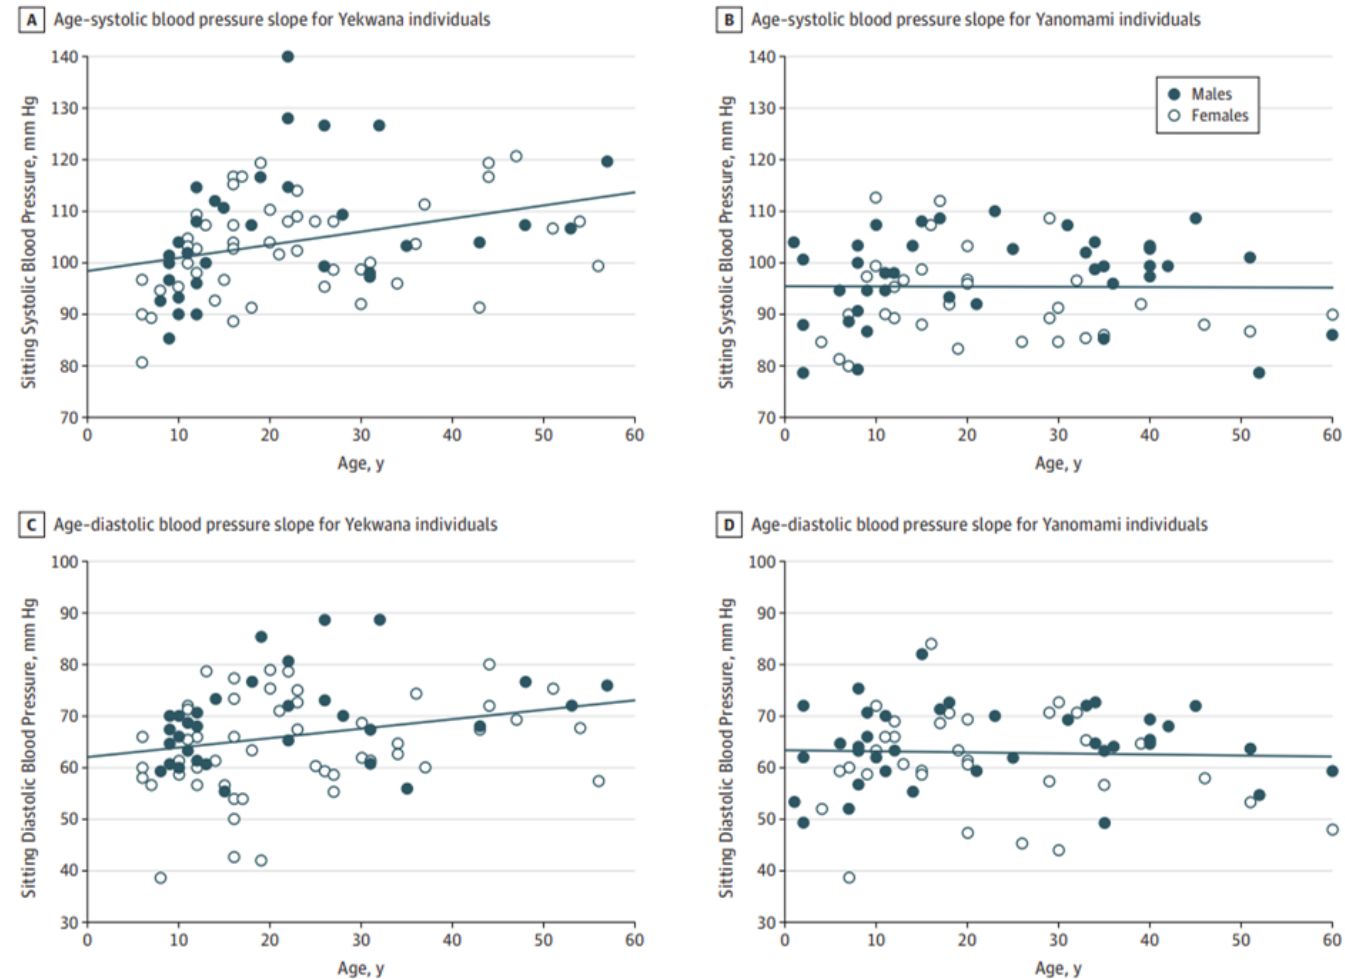 A Age–systolic blood pressure slope for Yekwana individuals
140
130
120
110
100
90
80
70
0 10 20 30 40 50 60
Sitting Systolic Blood Pressure, mm Hg
Age, y
B Age–systolic blood pressure slope for Yanomami individuals
Males
Females
140
130
120
110
100
90
80
70
0 10 20 30 40 50 60
Sitting Systolic Blood Pressure, mm Hg
Age, y
C Age–diastolic blood pressure slope for Yekwana individuals
100
90
80
70
60
50
40
30
0 10 20 30 40 50 60
Sitting Diastolic Blood Pressure, mm Hg
Age, y
D Age–diastolic blood pressure slope for Yanomami individuals
100
90
80
70
60
50
40
30
0 10 20 30 40 50 60
Sitting Diastolic Blood Pressure, mm Hg
Age, y